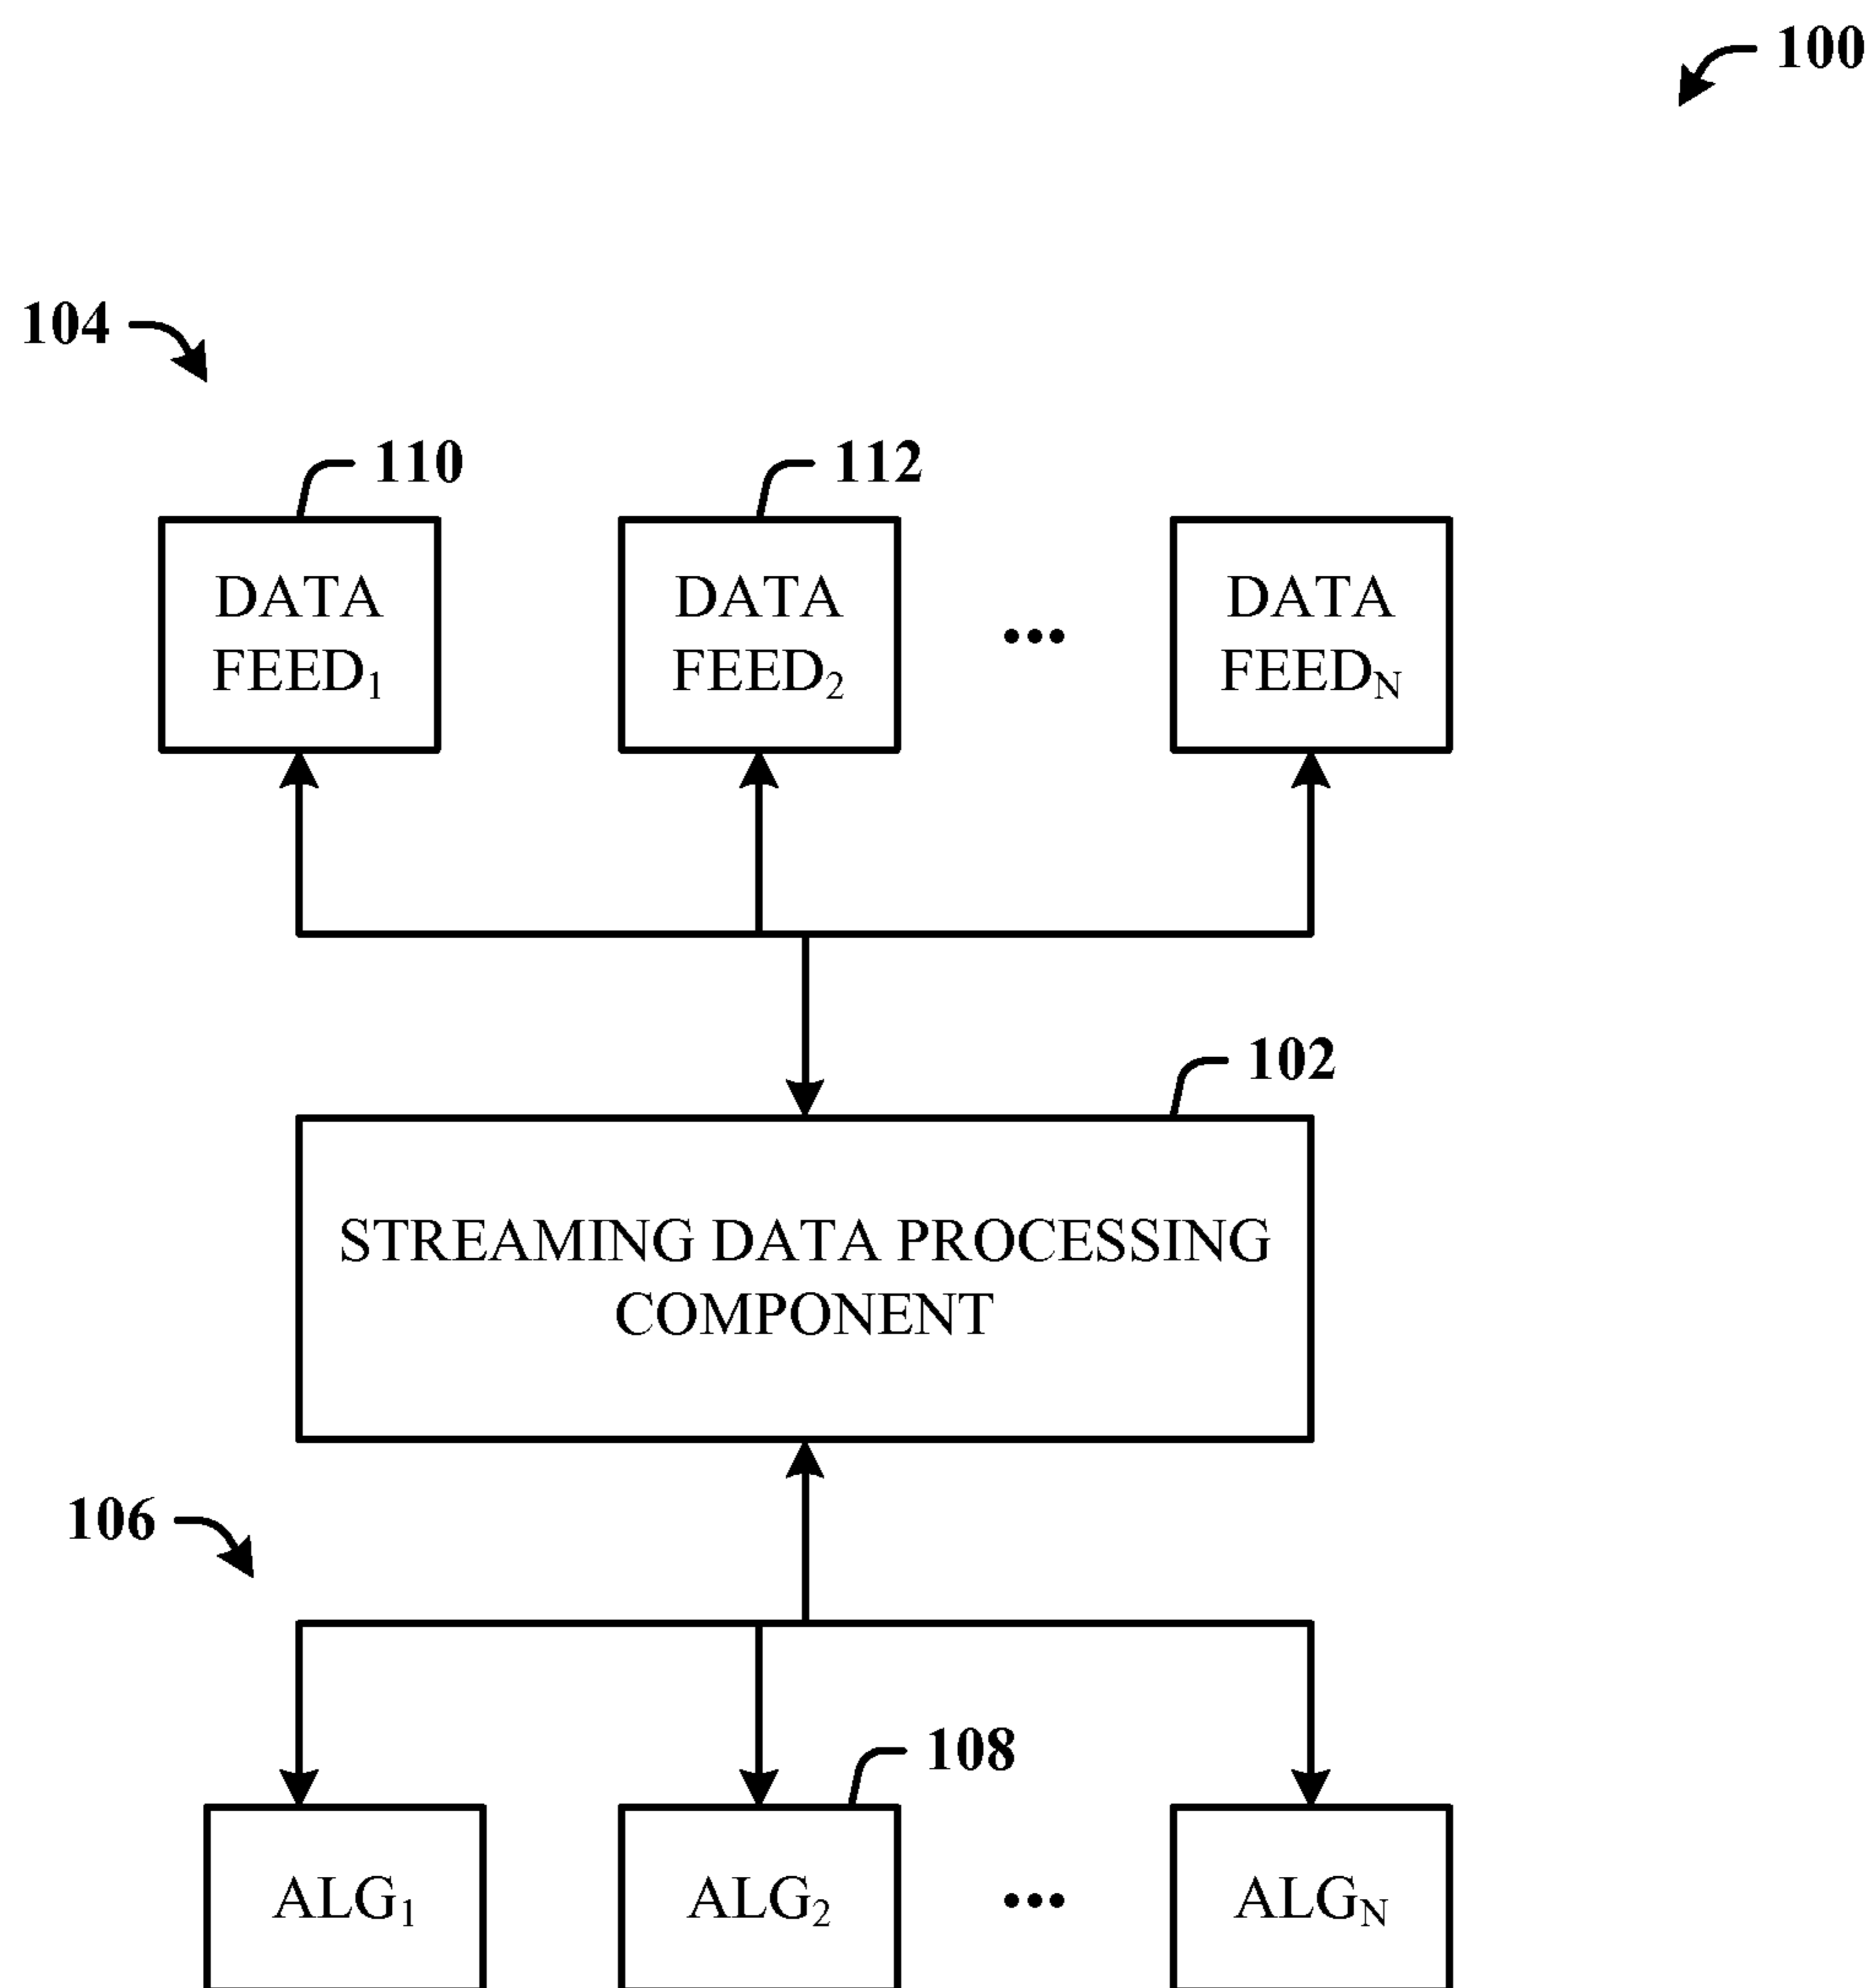 100
104
110
112
DATA
FEED₁
DATA
FEED₂
•••
DATA
FEEDN
102
STREAMING DATA PROCESSING
COMPONENT
106
108
ALG₁
ALG₂
•••
ALGN